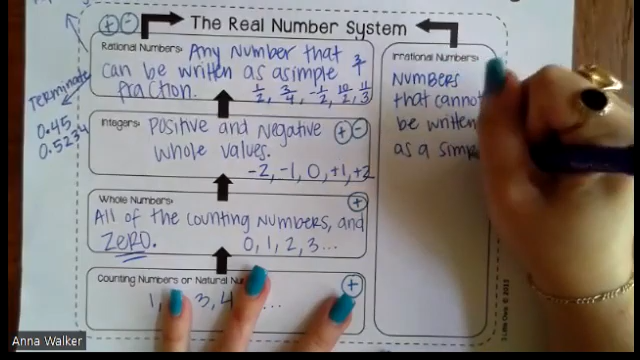 The Real Number System
Rational Numbers: Any Number that
can be written as a simple
fraction.
3/1
1/2, 3/4, -1/2, 10/2, 11/3
Terminate
0.45
0.5234
Integers: Positive and Negative
whole values.
+ -
-2, -1, 0, +1, +2
Whole Numbers:
+
All of the counting numbers, and
ZERO.
0, 1, 2, 3...
Counting Numbers or Natural
+
1, 3, 4 ...
Irrational Numbers:
Numbers
that cannot
be written
as a
+ -
Anna Walker